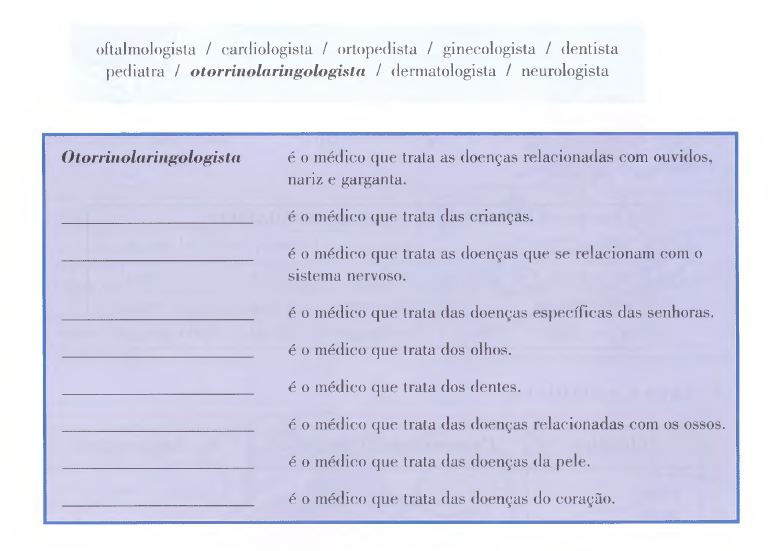 oftalmologista / cardiologista / ortopedista / ginecologista / dentista
pediatra / otorrinolaringologista / dermatologista / neurologista
Otorrinolaringologista é o médico que trata as doenças relacionadas com ouvidos,
nariz e garganta.
é o médico que trata das crianças.
é o médico que trata as doenças que se relacionam com o
sistema nervoso.
é o médico que trata das doenças específicas das senhoras.
é o médico que trata dos olhos.
é o médico que trata dos dentes.
é o médico que trata das doenças relacionadas com os ossos.
é o médico que trata das doenças da pele.
é o médico que trata das doenças do coração.